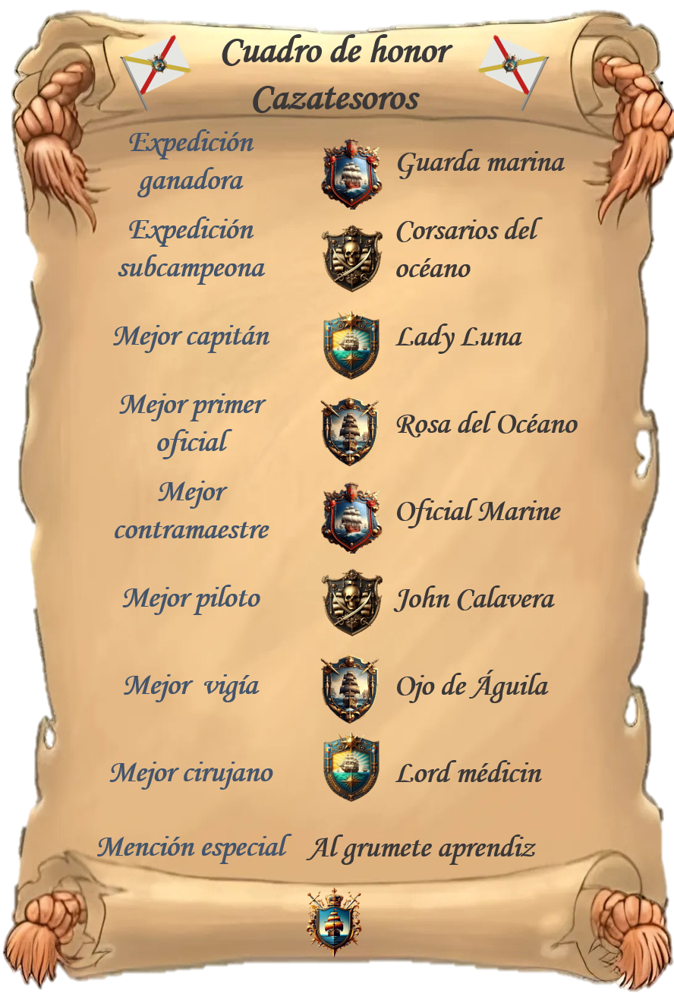 Cuadro de honor
Cazatesoros
Expedición
ganadora
Guarda marina
Expedición
subcampeona
Corsarios del
océano
Mejor capitán
Lady Luna
Mejor primer
oficial
Rosa del Océano
Mejor
contramaestre
Oficial Marine
Mejor piloto
John Calavera
Mejor vigía
Ojo de Águila
Mejor cirujano
Lord médicin
Mención especial
Al grumete aprendiz